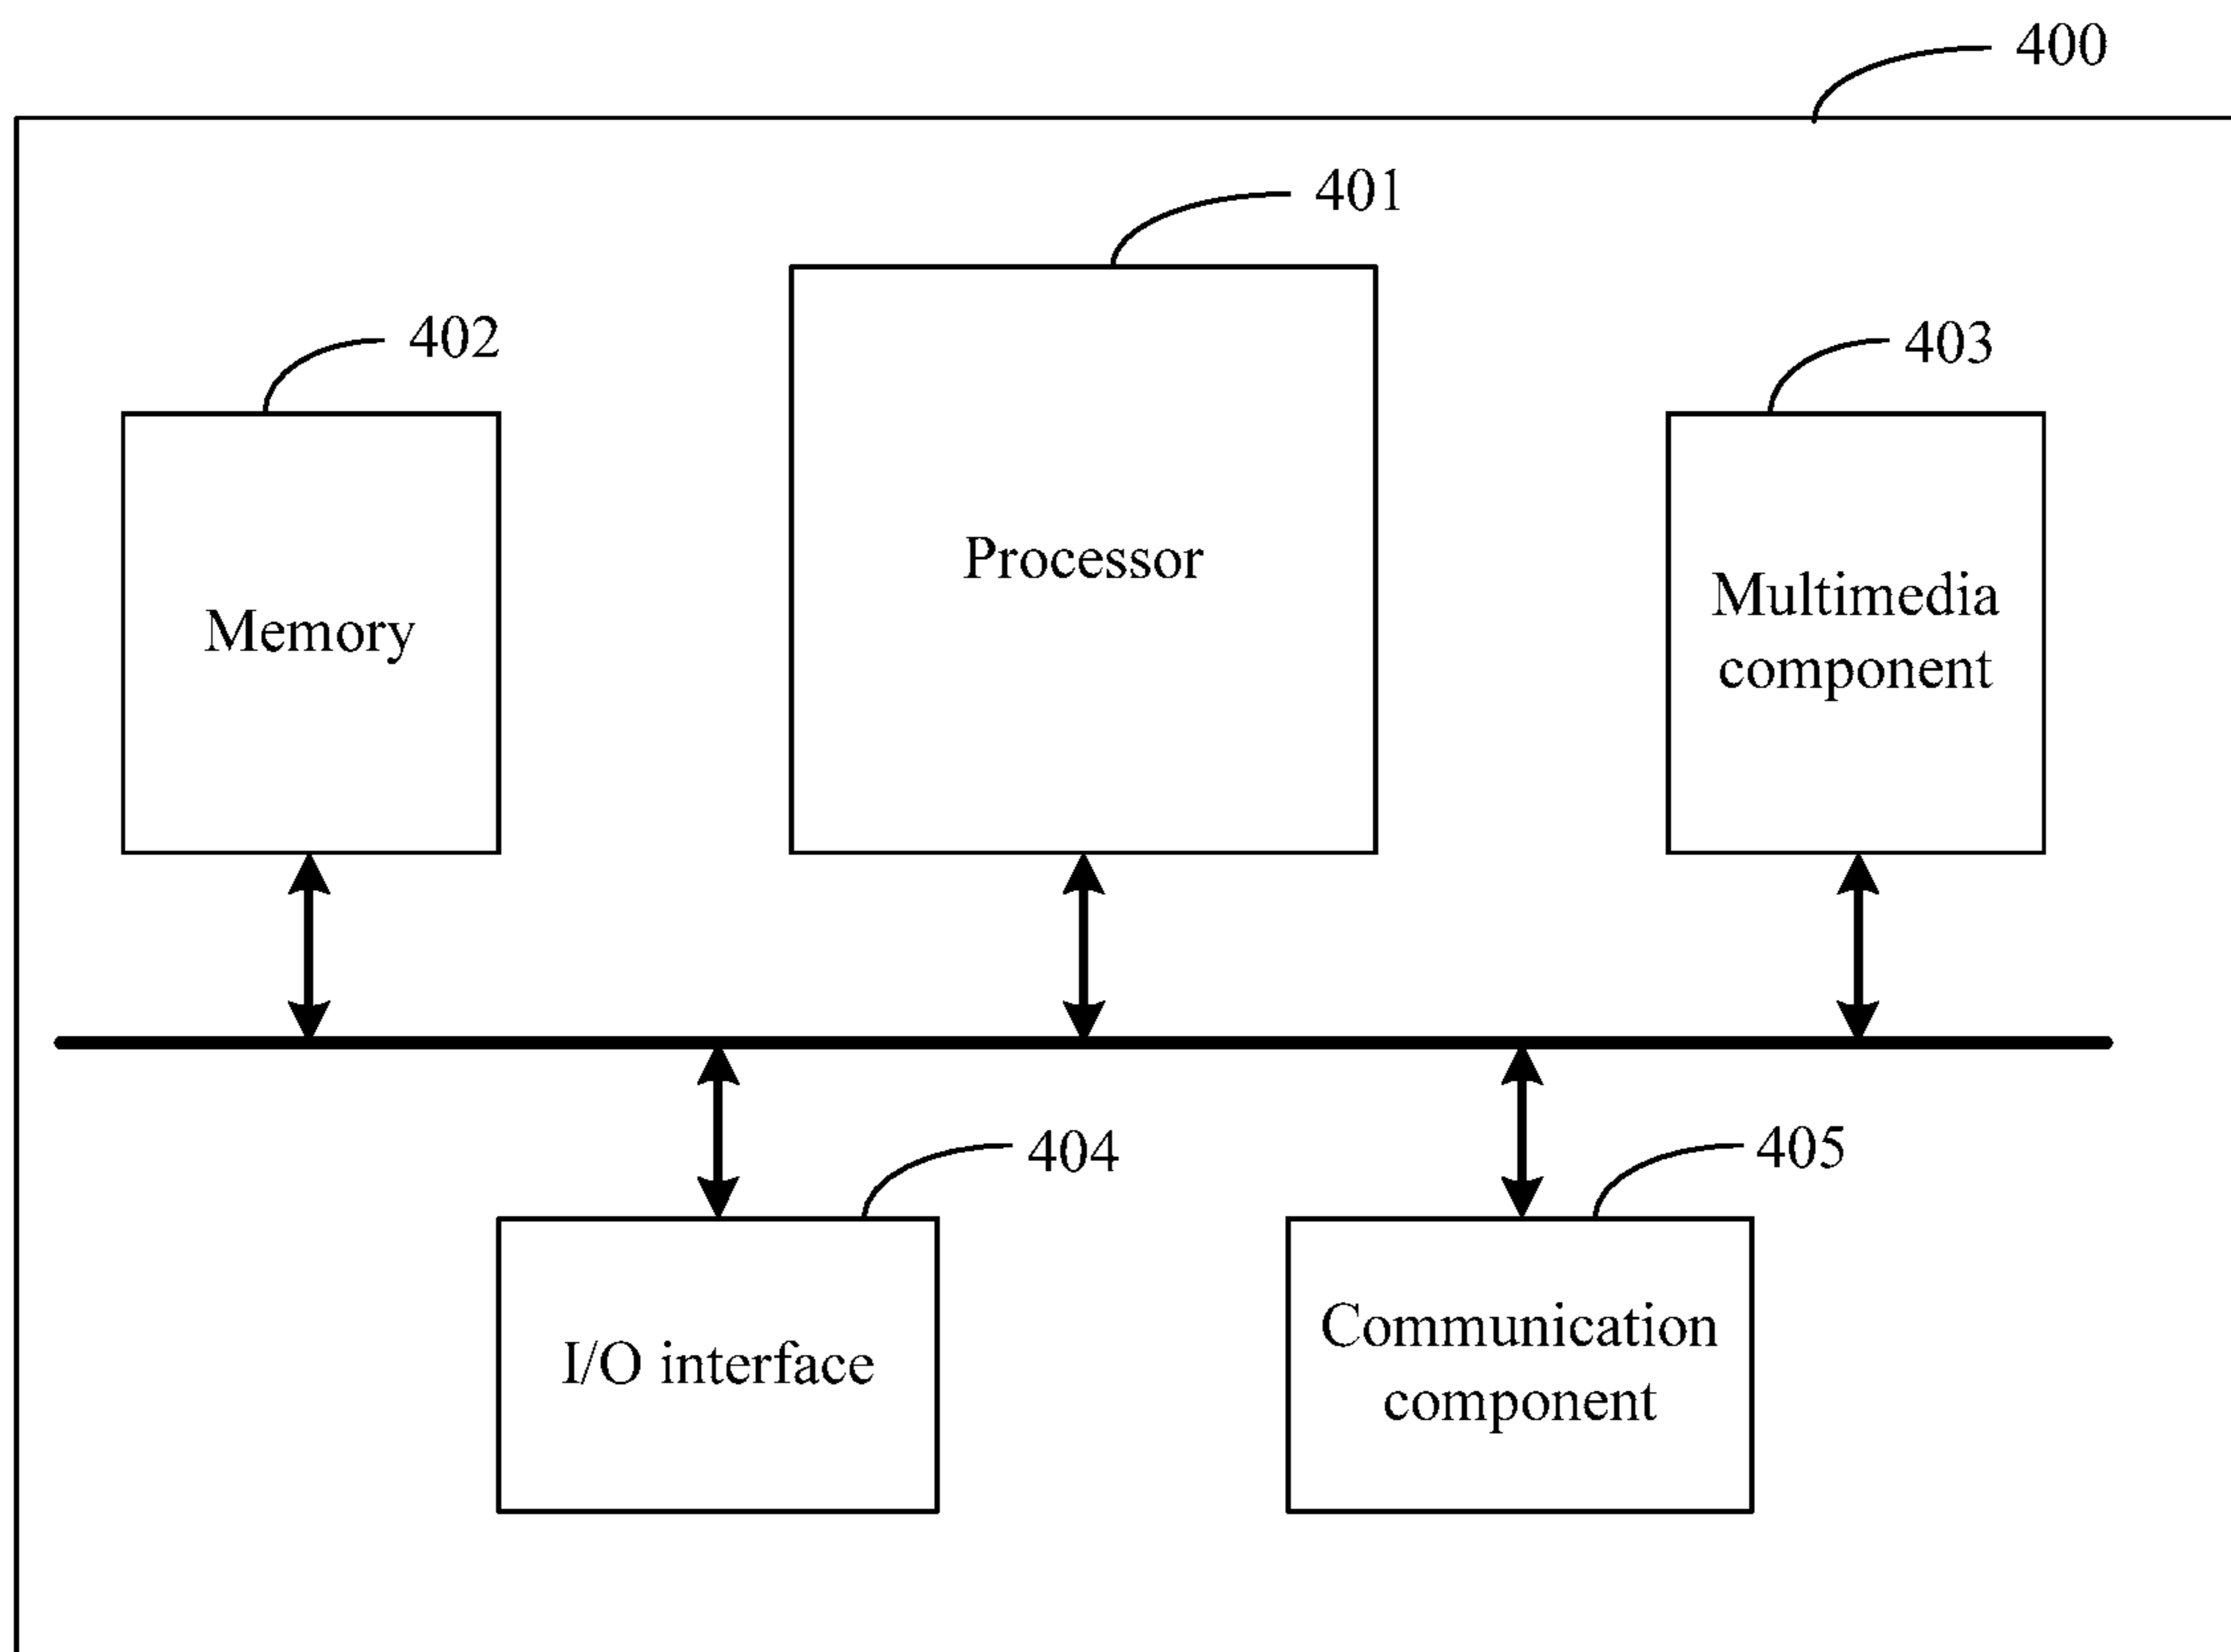 400
401
402
403
Processor
Memory
Multimedia
component
404
405
I/O interface
Communication
component